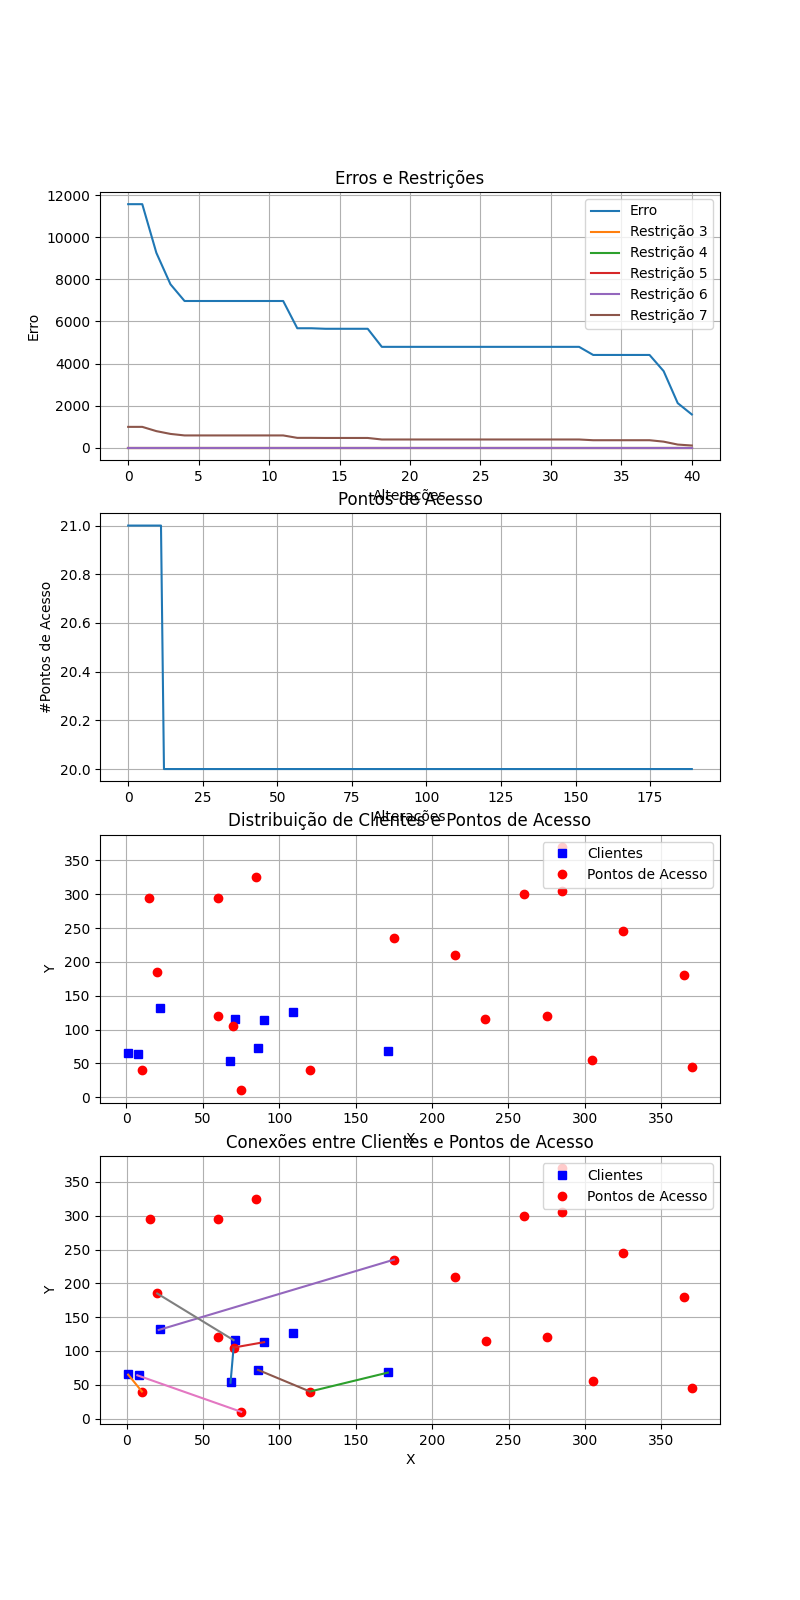 Erros e Restrições
12000
10000
8000
6000
4000
2000
0
Erro
Erro
Restrição 3
Restrição 4
Restrição 5
Restrição 6
Restrição 7
0 5 10 15 20 25 30 35 40
Alterações
Pontos de Acesso
21.0
20.8
20.6
20.4
20.2
20.0
#Pontos de Acesso
0 25 50 75 100 125 150 175
Alterações
Distribuição de Clientes e Pontos de Acesso
350
300
250
200
150
100
50
0
Y
Clientes
Pontos de Acesso
0 50 100 150 200 250 300 350
X
Conexões entre Clientes e Pontos de Acesso
350
300
250
200
150
100
50
0
Y
Clientes
Pontos de Acesso
0 50 100 150 200 250 300 350
X